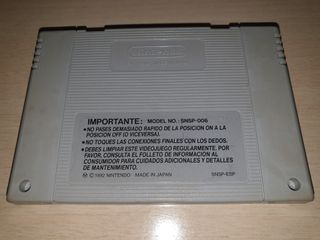 Nintendo
IMPORTANTE: MODEL NO.: SNSP-006
•NO PASES DEMASIADO RAPIDO DE LA POSICION ON A LA
POSICION OFF (O VICEVERSA).
•NO TOQUES LAS CONEXIONES FINALES CON LOS DEDOS.
•DEBES LIMPIAR ESTE VIDEOJUEGO REGULARMENTE. POR
FAVOR, CONSULTA EL FOLLETO DE INFORMACION AL
CONSUMIDOR PARA CUIDADOS ADICIONALES Y DETALLES
DE MANTENIMIENTO.
© 1992 NINTENDO MADE IN JAPAN SNSP-ESP